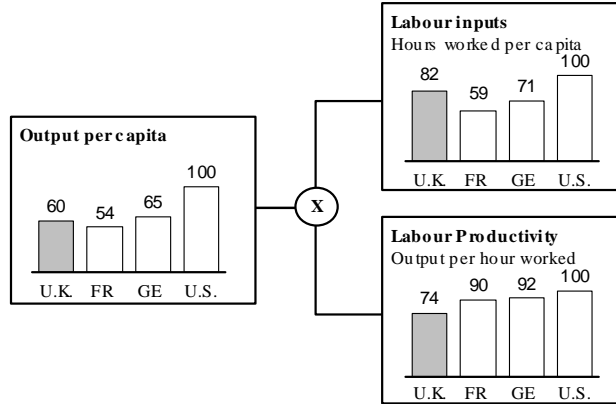 Output per capita
100
60 54 65
U.K. FR GE U.S.
X
Labour inputs
Hours worked per capita
100
82 59 71
U.K. FR GE U.S.
Labour Productivity
Output per hour worked
74 90 92 100
U.K. FR GE U.S.